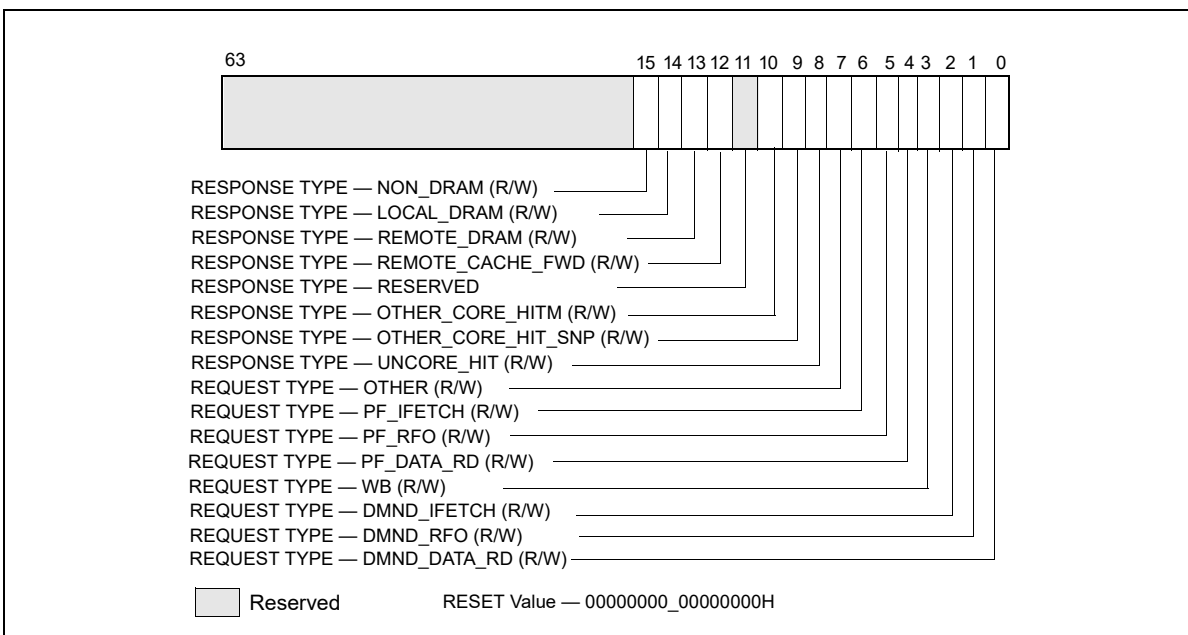 63 15 14 13 12 11 10 9 8 7 6 5 4 3 2 1 0
RESPONSE TYPE — NON_DRAM (R/W)
RESPONSE TYPE — LOCAL_DRAM (R/W)
RESPONSE TYPE — REMOTE_DRAM (R/W)
RESPONSE TYPE — REMOTE_CACHE_FWD (R/W)
RESPONSE TYPE — RESERVED
RESPONSE TYPE — OTHER_CORE_HITM (R/W)
RESPONSE TYPE — OTHER_CORE_HIT_SNP (R/W)
RESPONSE TYPE — UNCORE_HIT (R/W)
REQUEST TYPE — OTHER (R/W)
REQUEST TYPE — PF_IFETCH (R/W)
REQUEST TYPE — PF_RFO (R/W)
REQUEST TYPE — PF_DATA_RD (R/W)
REQUEST TYPE — WB (R/W)
REQUEST TYPE — DMND_IFETCH (R/W)
REQUEST TYPE — DMND_RFO (R/W)
REQUEST TYPE — DMND_DATA_RD (R/W)
Reserved RESET Value — 00000000_00000000H